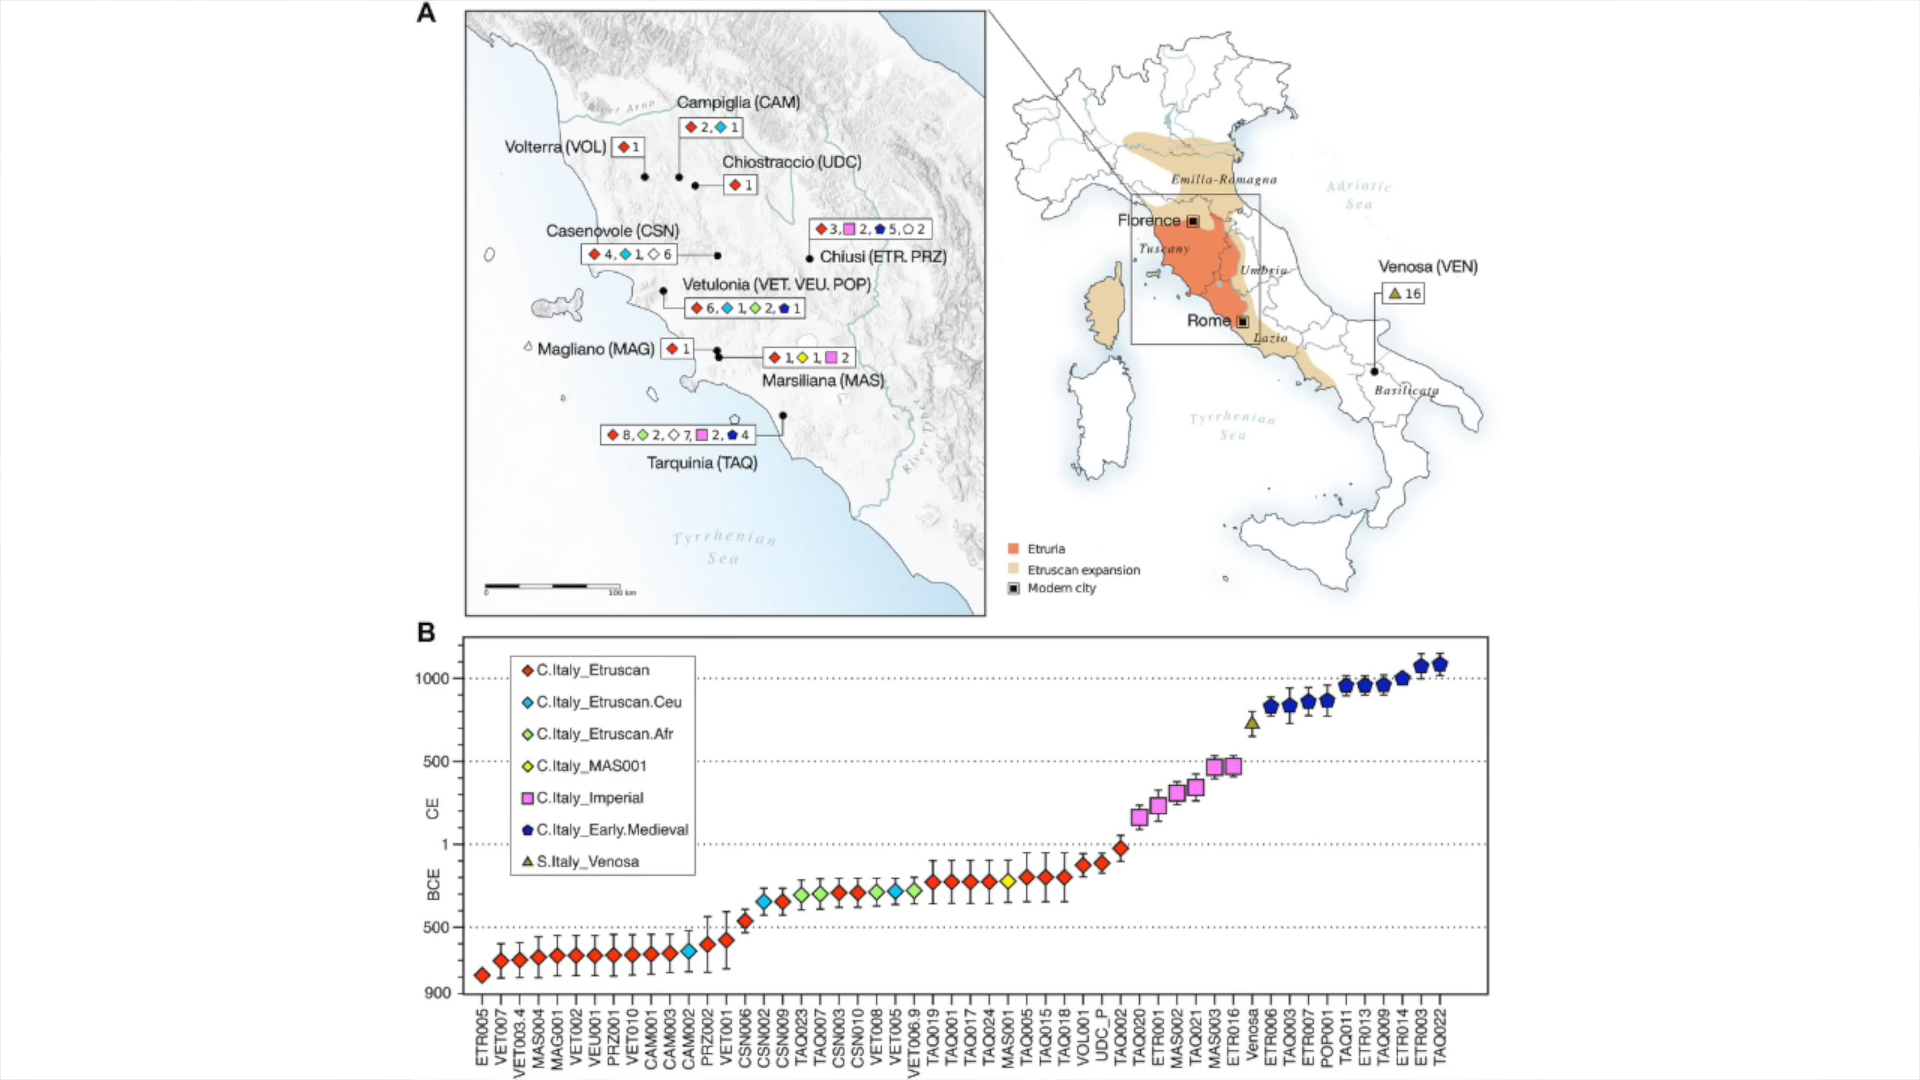 A
River Arno
Campiglia (CAM)
2, 1
Volterra (VOL)
1
Chiostraccio (UDC)
1
Casenovole (CSN)
4, 1, 6
3, 2, 5, 2
Chiusi (ETR. PRZ)
Vetulonia (VET. VEU. POP)
6, 1, 2, 1
Magliano (MAG)
1
1, 1, 2
Marsiliana (MAS)
8, 2, 7, 2, 4
Tarquinia (TAQ)
Tyrrhenian
Sea
0 100 km
Emilia-Romagna
Adriatic
Sea
Florence
Tuscany
Umbria
Rome
Lazio
Venosa (VEN)
16
Basilicata
Tyrrhenian
Sea
Etruria
Etruscan expansion
Modern city
B
C.Italy_Etruscan
C.Italy_Etruscan.Ceu
C.Italy_Etruscan.Afr
C.Italy_MAS001
C.Italy_Imperial
C.Italy_Early.Medieval
S.Italy_Venosa
1000
500
CE
1
BCE
500
900
ETR005
VET007
VET003.4
MAS004
MAG001
VET002
VEU001
PRZ001
VET010
CAM001
CAM003
CAM002
PRZ002
VET001
CSN006
CSN002
CSN009
TAQ023
TAQ007
CSN003
CSN010
VET008
VET005
VET006.9
TAQ019
TAQ001
TAQ017
TAQ024
MAS001
TAQ005
TAQ015
TAQ018
VOL001
UDC_P
TAQ002
TAQ020
ETR001
MAS002
TAQ021
MAS003
ETR016
Venosa
ETR006
TAQ003
ETR007
POP001
TAQ011
ETR013
TAQ009
ETR014
ETR003
TAQ022